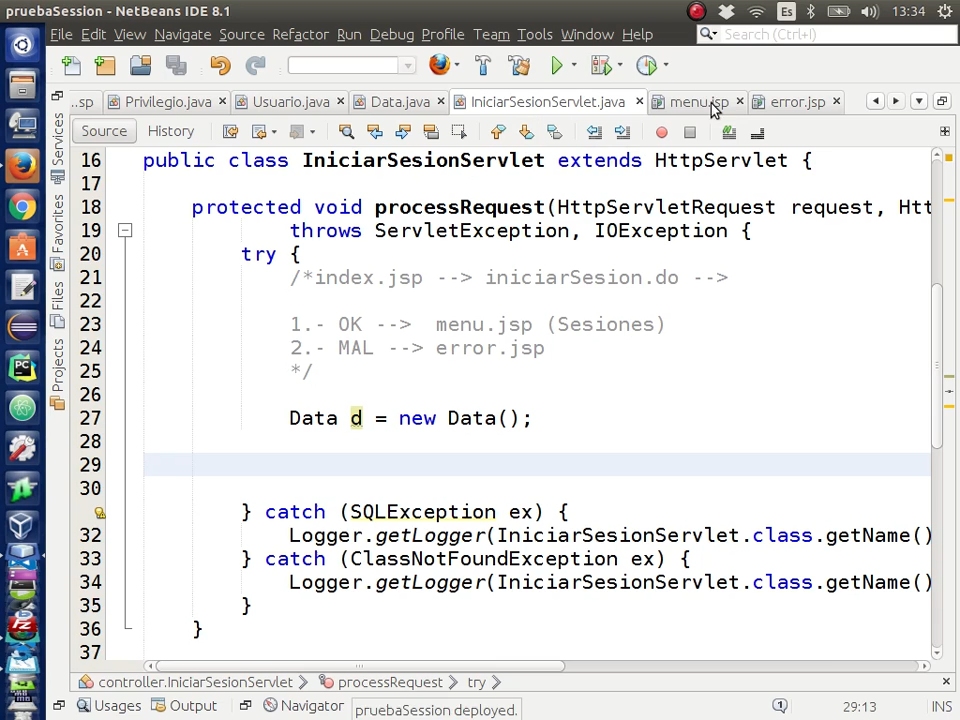 pruebaSession - NetBeans IDE 8.1
Es
13:34
File Edit View Navigate Source Refactor Run Debug Profile Team Tools Window Help
Search (Ctrl+I)
...sp Privilegio.java Usuario.java Data.java IniciarSesionServlet.java menu.jsp error.jsp
Source History
Services
Favorites
Files
Projects
16 public class IniciarSesionServlet extends HttpServlet {
17
18 protected void processRequest(HttpServletRequest request, Htt
19 throws ServletException, IOException {
20 try {
21 /*index.jsp --> iniciarSesion.do -->
22
23 1.- OK --> menu.jsp (Sesiones)
24 2.- MAL --> error.jsp
25 */
26
27 Data d = new Data();
28
29
30
} catch (SQLException ex) {
32 Logger.getLogger(IniciarSesionServlet.class.getName()
33 } catch (ClassNotFoundException ex) {
34 Logger.getLogger(IniciarSesionServlet.class.getName()
35 }
36 }
37
controller.IniciarSesionServlet processRequest try
Usages Output Navigator pruebaSession deployed. 1 29:13 INS